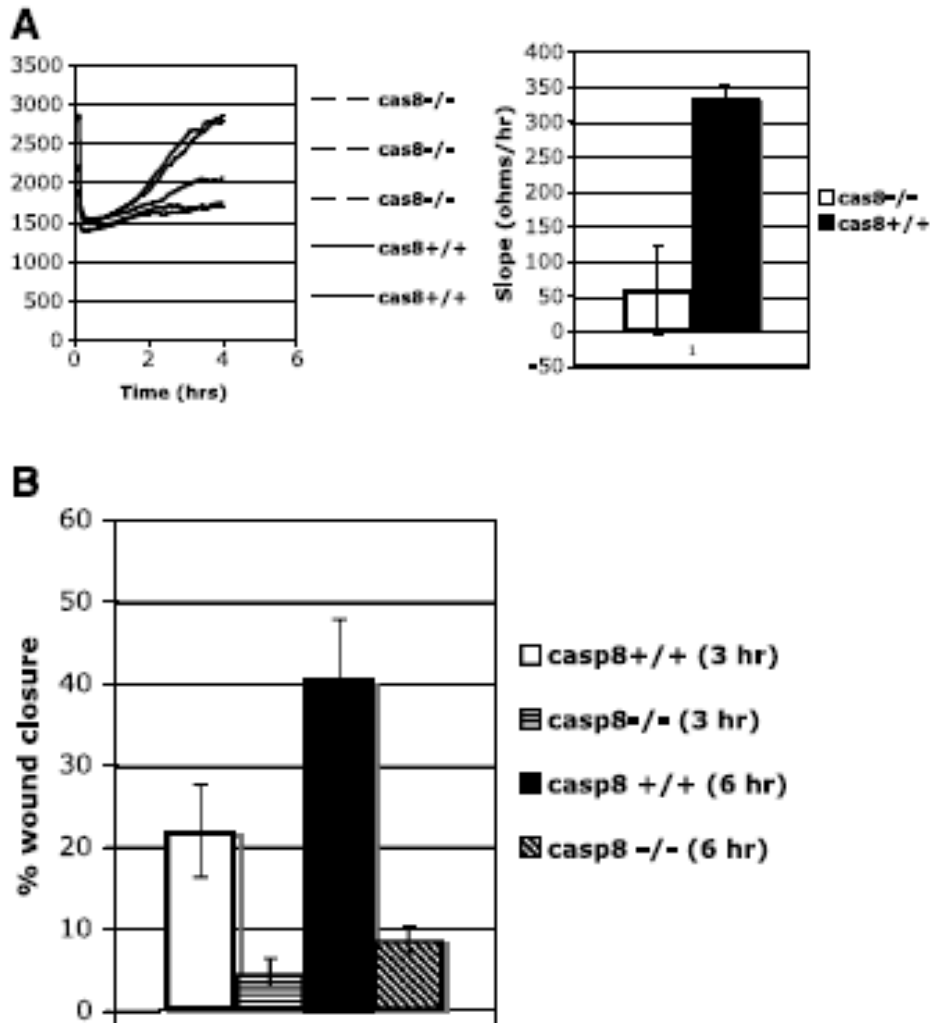 A
3500
3000
2500
2000
1500
1000
500
0
0 2 4 6
Time (hrs)
cas8-/-
cas8-/-
cas8-/-
cas8+/+
cas8+/+
400
350
300
250
200
150
100
50
0
-50
Slope (ohms/hr)
1
cas8-/-
cas8+/+
B
60
50
40
30
20
10
0
% wound closure
casp8+/+ (3 hr)
casp8-/- (3 hr)
casp8 +/+ (6 hr)
casp8 -/- (6 hr)